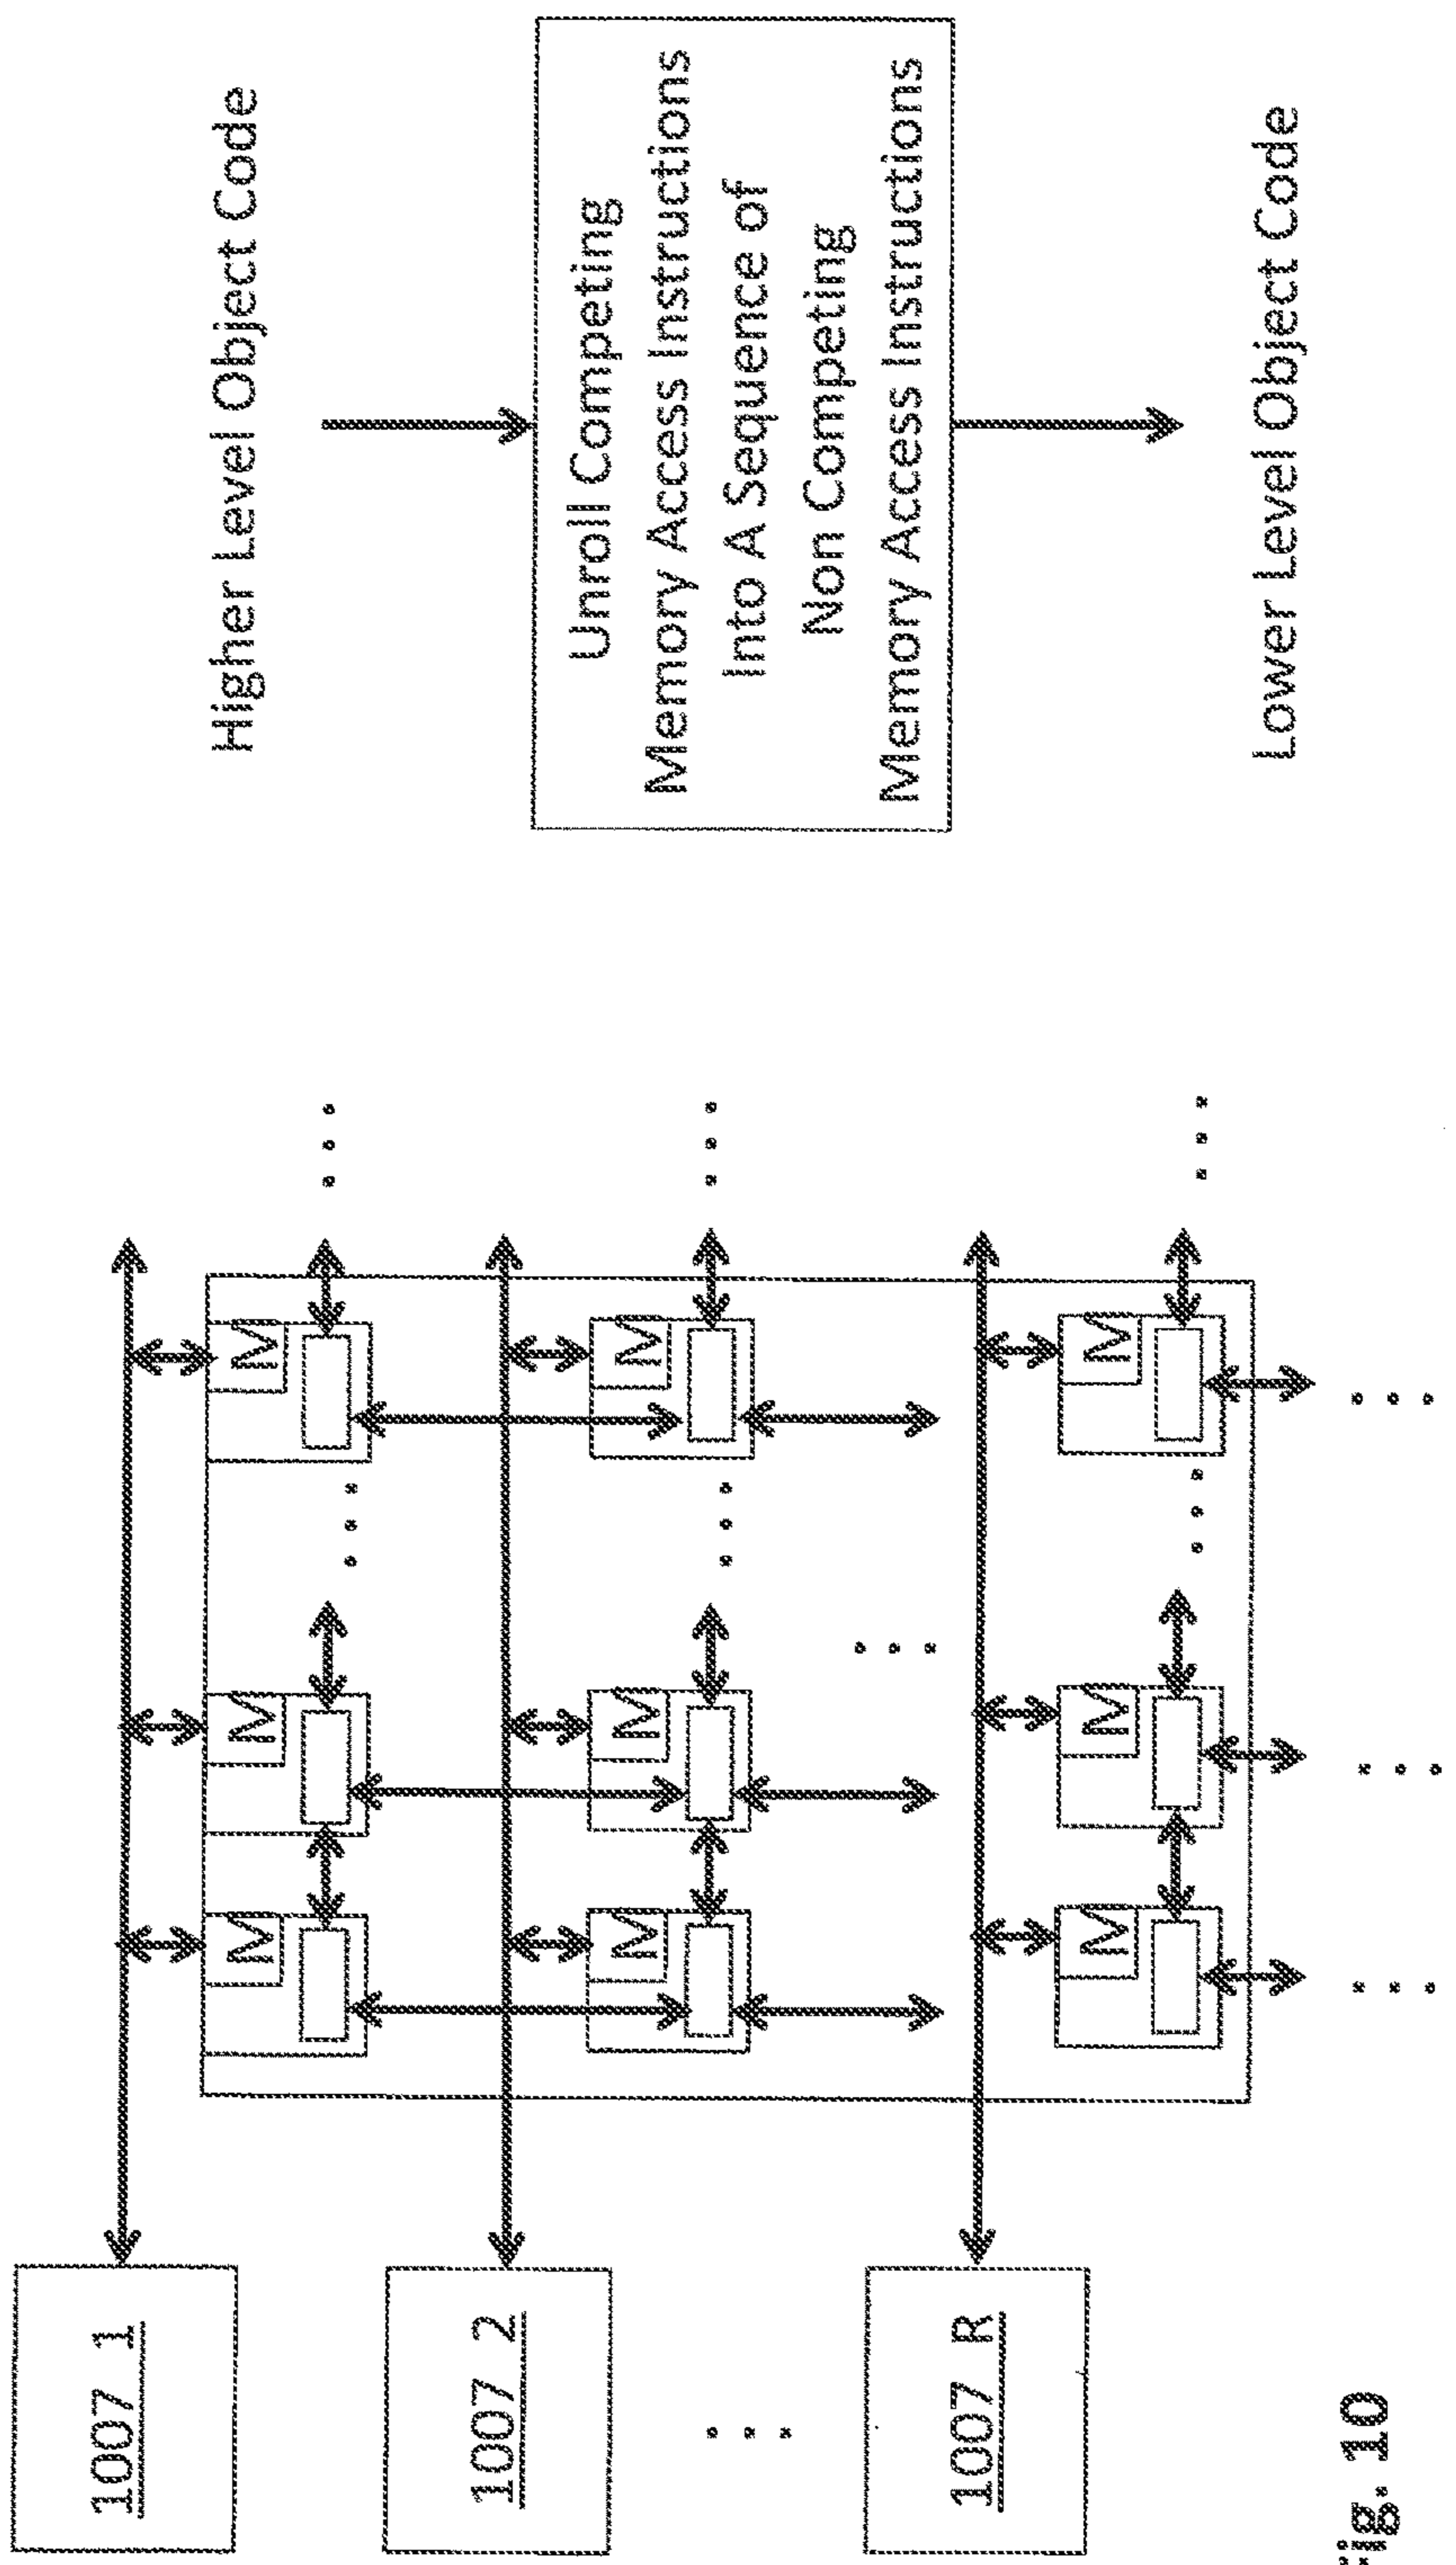 Higher Level Object Code
Unroll Competing
Memory Access Instructions
Into A Sequence of
Non Competing
Memory Access Instructions
Lower Level Object Code
M M M
M M M
M M M
1007_1
1007_2
1007_R
Fig. 10